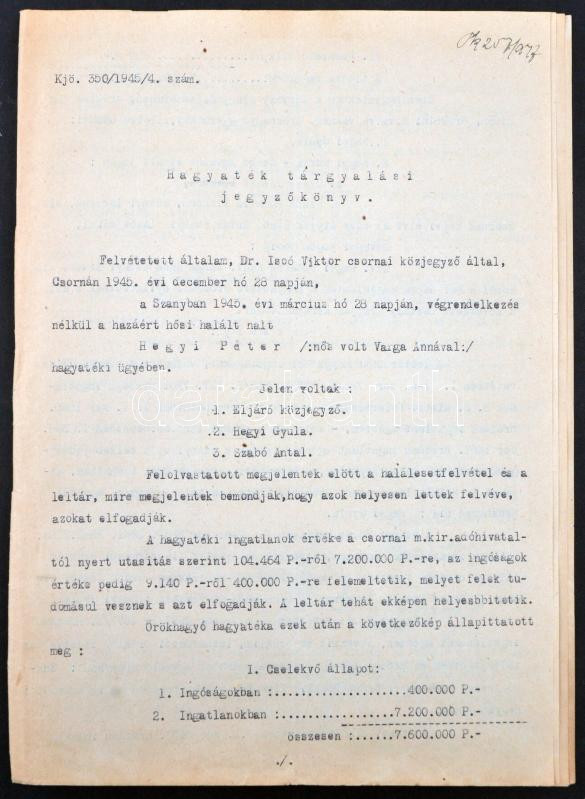 Kjő. 350/1945/4. szám.
Hagyaték tárgyalási
jegyzőkönyv.
Felvétetett általam, Dr. Isoó Viktor csornai közjegyző által,
Csornán 1945. évi december hó 28 napján,
a Szanyban 1945. évi március hó 28 napján, végrendelkezés
nélkül a hazáért hősi halált halt
Hegyi Péter /:nős volt Varga Annával:/
hagyatéki ügyében.
Jelen voltak :
1. Eljáró közjegyző.
2. Hegyi Gyula.
3. Szabó Antal.
Felolvastatott megjelentek előtt a halálesetfelvétel és a
leltár, mire megjelentek bemondják,hogy azok helyesen lettek felvéve,
azokat elfogadják.
A hagyatéki ingatlanok értéke a csornai m.kir.adóhivatal-
tól nyert utasitás szerint 104.464 P.-ről 7.200.000 P.-re, az ingóságok
értéke pedig 9.140 P.-ről 400.000 P.-re felemeltetik, melyet felek tu-
domásul vesznek s azt elfogadják. A leltár tehát ekképen helyesbbitetik.
Örökhagyó hagyatéka ezek után a következőkép állapittatott
meg :
I. Cselekvő állapot:
1. Ingóságokban :..................400.000 P.-
2. Ingatlanokban :................7.200.000 P.-
összesen :......7.600.000 P.-
./.
darabanth